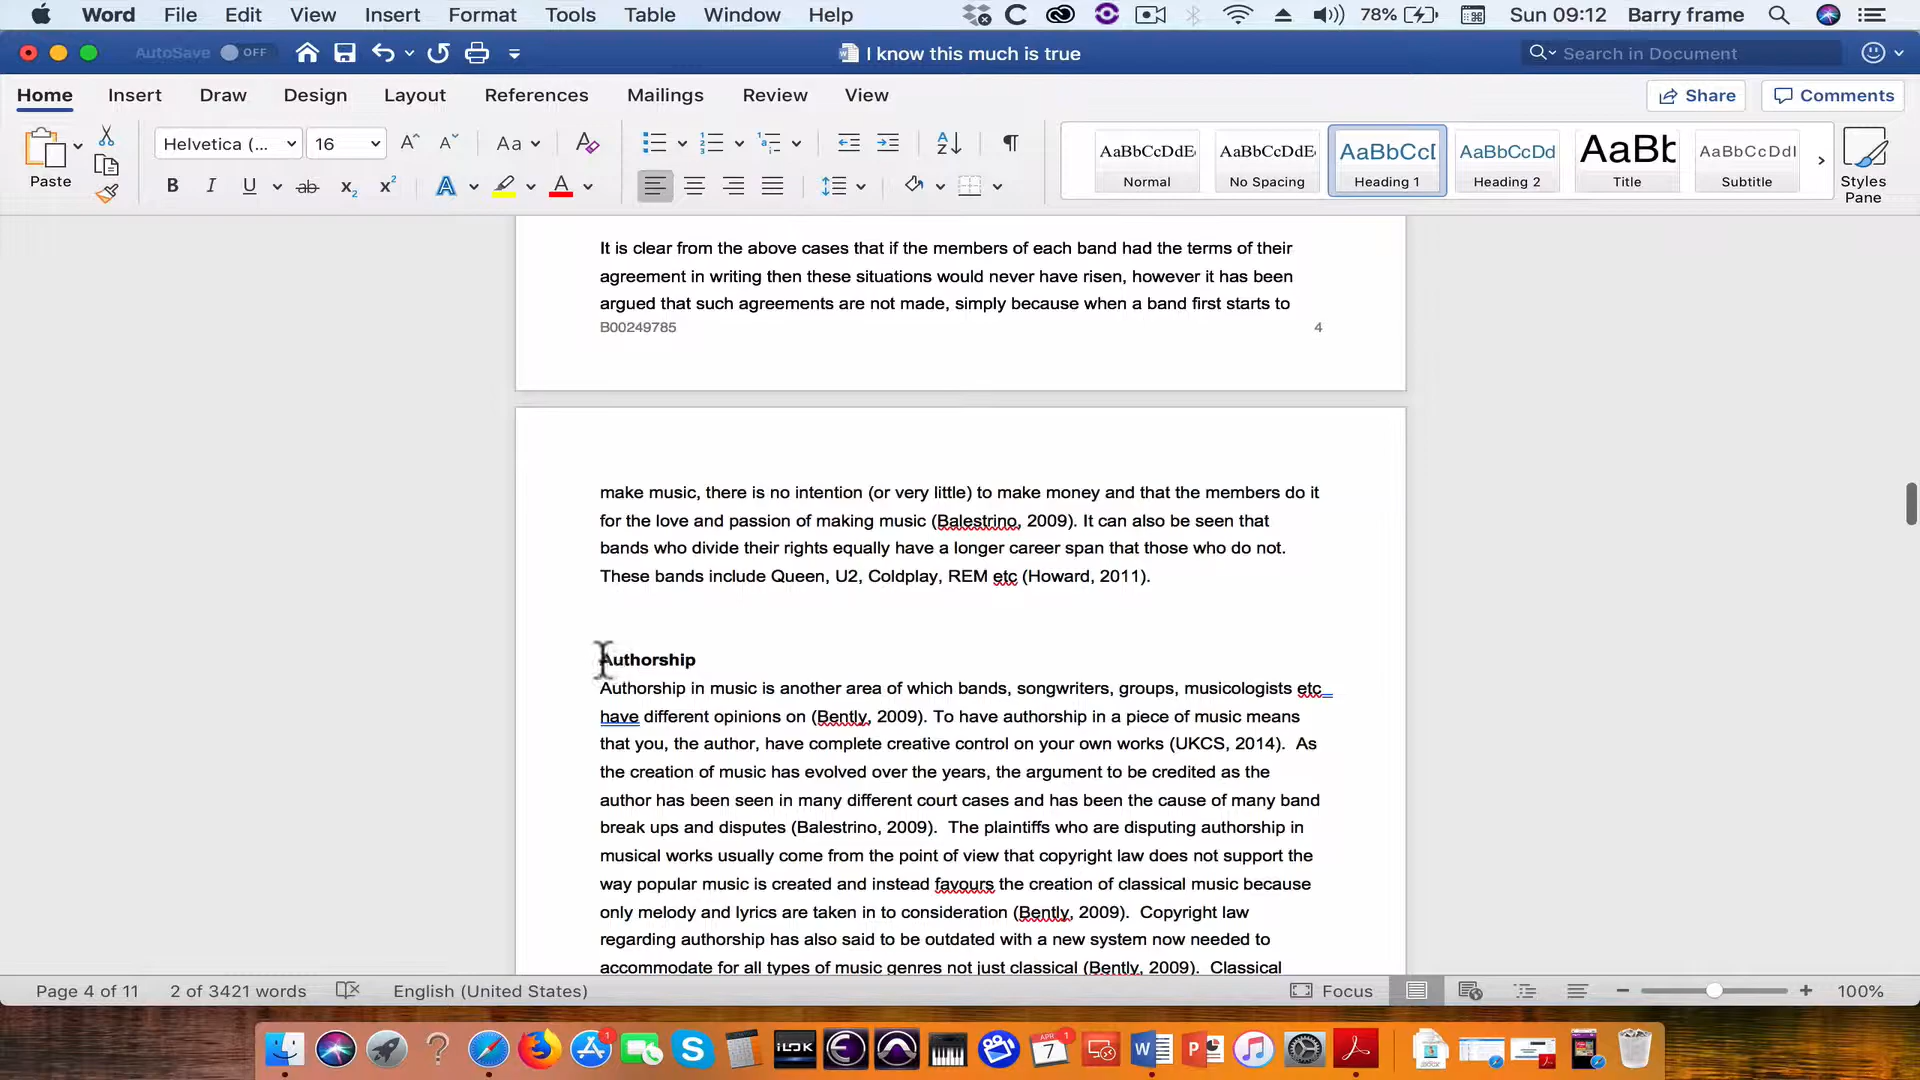 Word File Edit View Insert Format Tools Table Window Help 78% Sun 09:12 Barry frame
AutoSave OFF I know this much is true Search in Document
Home Insert Draw Design Layout References Mailings Review View Share Comments
Paste Helvetica (... 16 Aa AaBbCcDdEe AaBbCcDdEe AaBbCcD AaBbCcDd AaBb AaBbCcDdI
Normal No Spacing Heading 1 Heading 2 Title Subtitle Styles
Pane
It is clear from the above cases that if the members of each band had the terms of their
agreement in writing then these situations would never have risen, however it has been
argued that such agreements are not made, simply because when a band first starts to
B00249785 4
make music, there is no intention (or very little) to make money and that the members do it
for the love and passion of making music (Balestrino, 2009). It can also be seen that
bands who divide their rights equally have a longer career span that those who do not.
These bands include Queen, U2, Coldplay, REM etc (Howard, 2011).
Authorship
Authorship in music is another area of which bands, songwriters, groups, musicologists etc
have different opinions on (Bently, 2009). To have authorship in a piece of music means
that you, the author, have complete creative control on your own works (UKCS, 2014).  As
the creation of music has evolved over the years, the argument to be credited as the
author has been seen in many different court cases and has been the cause of many band
break ups and disputes (Balestrino, 2009).  The plaintiffs who are disputing authorship in
musical works usually come from the point of view that copyright law does not support the
way popular music is created and instead favours the creation of classical music because
only melody and lyrics are taken in to consideration (Bently, 2009).  Copyright law
regarding authorship has also said to be outdated with a new system now needed to
accommodate for all types of music genres not just classical (Bently, 2009).  Classical
Page 4 of 11 2 of 3421 words English (United States) Focus 100%
iLOK APR 7 1